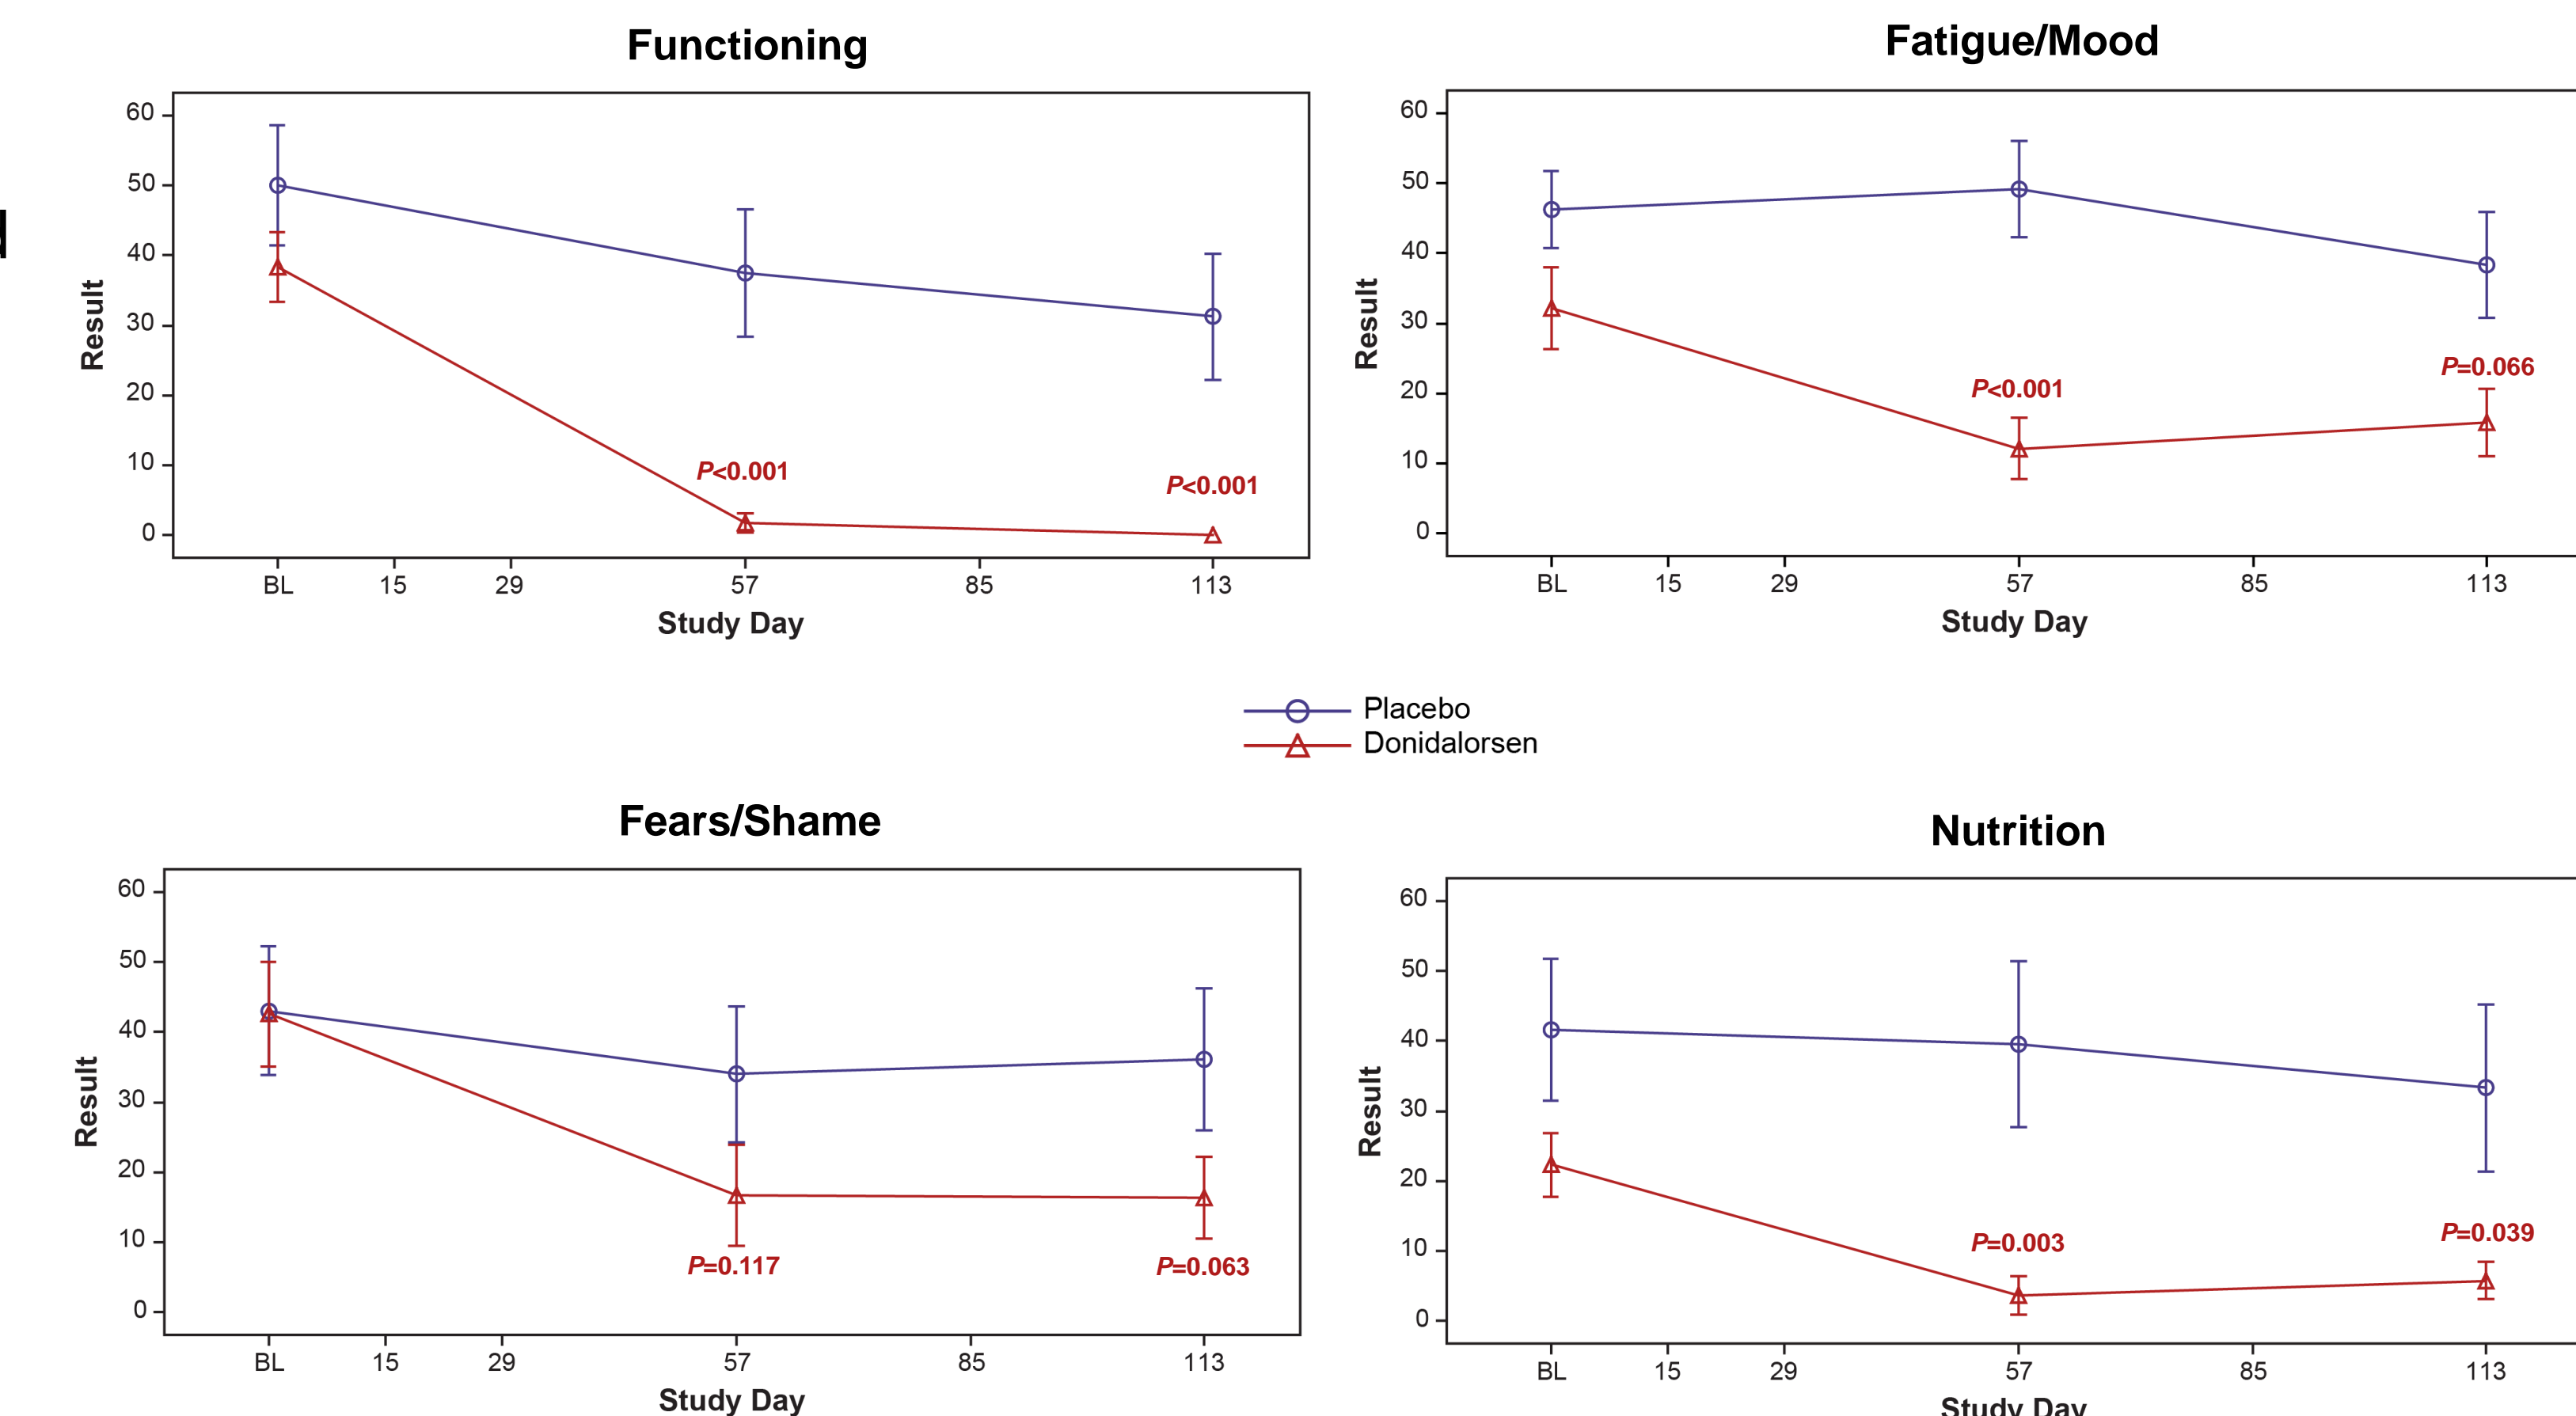 Functioning
Result
60
50
40
30
20
10
0
P<0.001
P<0.001
BL 15 29 57 85 113
Study Day
Fatigue/Mood
Result
60
50
40
30
20
10
0
P<0.001
P=0.066
BL 15 29 57 85 113
Study Day
Placebo
Donidalorsen
Fears/Shame
Result
60
50
40
30
20
10
0
P=0.117
P=0.063
BL 15 29 57 85 113
Study Day
Nutrition
Result
60
50
40
30
20
10
0
P=0.003
P=0.039
BL 15 29 57 85 113
Study Day